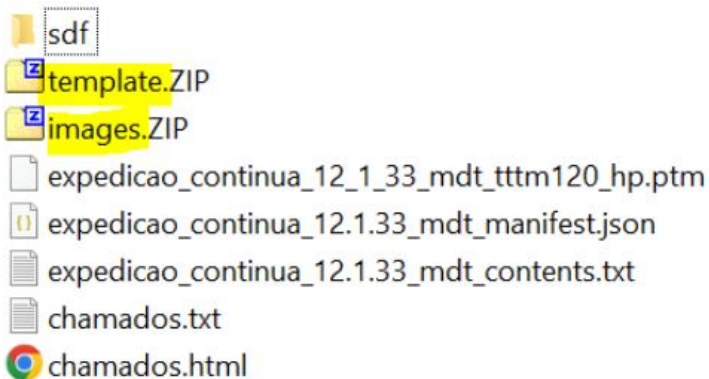 sdf
template.ZIP
images.ZIP
expedicao_continua_12_1_33_mdt_tttm120_hp.ptm
expedicao_continua_12.1.33_mdt_manifest.json
expedicao_continua_12.1.33_mdt_contents.txt
chamados.txt
chamados.html